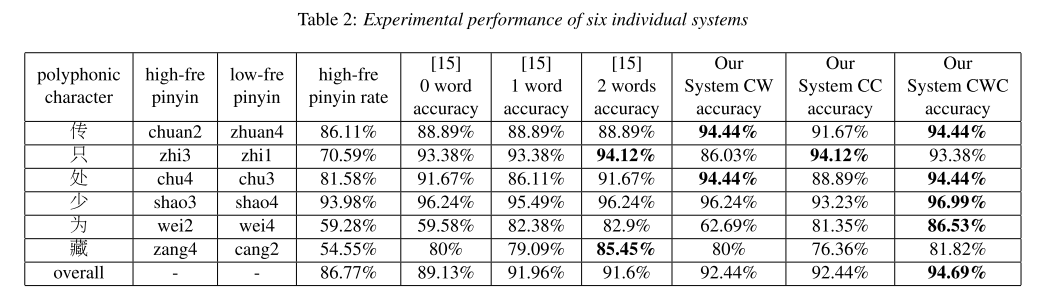 Table 2: Experimental performance of six individual systems
polyphonic character | high-fre pinyin | low-fre pinyin | high-fre pinyin rate | [15] 0 word accuracy | [15] 1 word accuracy | [15] 2 words accuracy | Our System CW accuracy | Our System CC accuracy | Our System CWC accuracy
传 | chuan2 | zhuan4 | 86.11% | 88.89% | 88.89% | 88.89% | 94.44% | 91.67% | 94.44%
只 | zhi3 | zhi1 | 70.59% | 93.38% | 93.38% | 94.12% | 86.03% | 94.12% | 93.38%
处 | chu4 | chu3 | 81.58% | 91.67% | 86.11% | 91.67% | 94.44% | 88.89% | 94.44%
少 | shao3 | shao4 | 93.98% | 96.24% | 95.49% | 96.24% | 96.24% | 93.23% | 96.99%
为 | wei2 | wei4 | 59.28% | 59.58% | 82.38% | 82.9% | 62.69% | 81.35% | 86.53%
藏 | zang4 | cang2 | 54.55% | 80% | 79.09% | 85.45% | 80% | 76.36% | 81.82%
overall | - | - | 86.77% | 89.13% | 91.96% | 91.6% | 92.44% | 92.44% | 94.69%